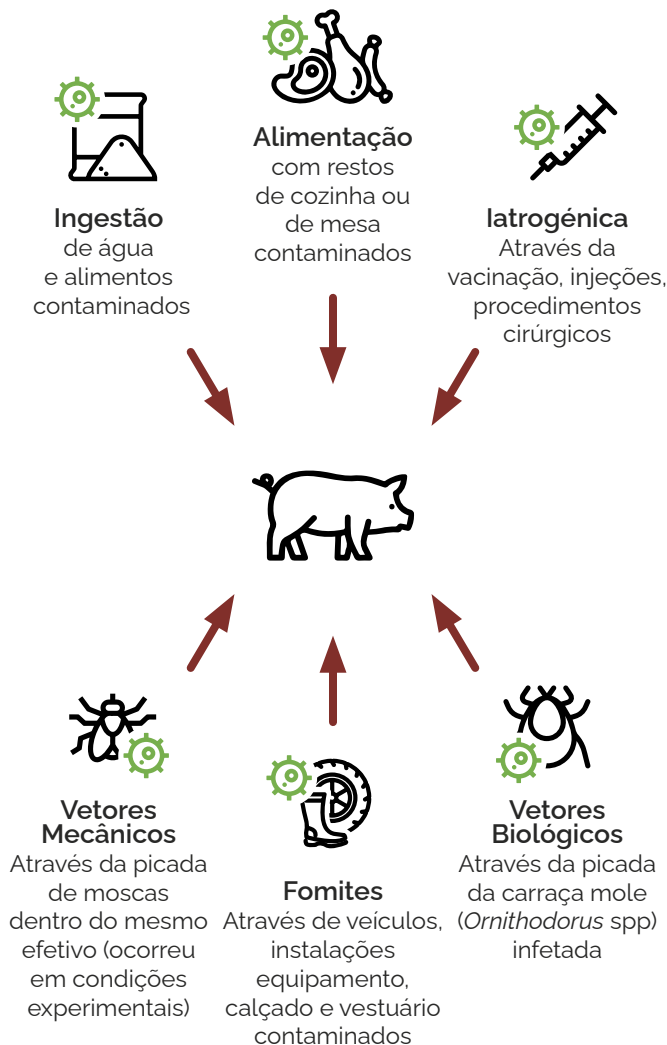 Alimentação
com restos
de cozinha ou
de mesa
contaminados
Ingestão
de água
e alimentos
contaminados
Iatrogénica
Através da
vacinação, injeções,
procedimentos
cirúrgicos
Vetores
Mecânicos
Através da picada
de moscas
dentro do mesmo
efetivo (ocorreu
em condições
experimentais)
Fomites
Através de veículos,
instalações
equipamento,
calçado e vestuário
contaminados
Vetores
Biológicos
Através da picada
da carraça mole
(Ornithodorus spp)
infetada